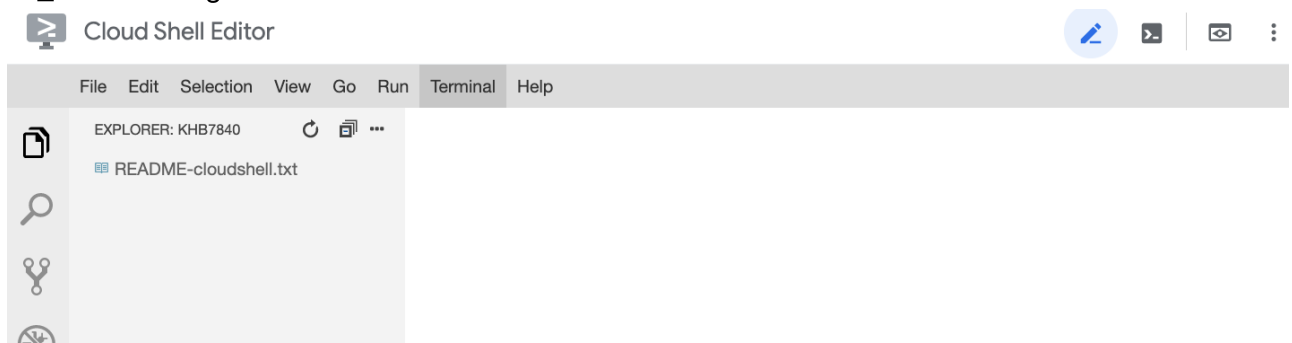 Cloud Shell Editor
File Edit Selection View Go Run Terminal Help
EXPLORER: KHB7840
README-cloudshell.txt